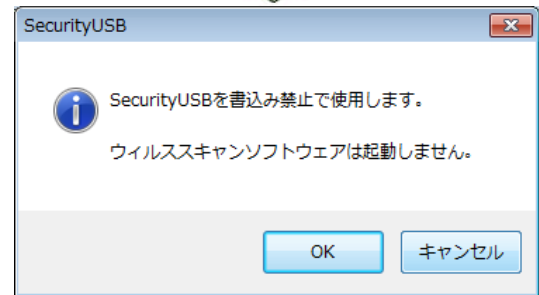 SecurityUSB
SecurityUSBを書込み禁止で使用します。
ウィルススキャンソフトウェアは起動しません。
OK
キャンセル